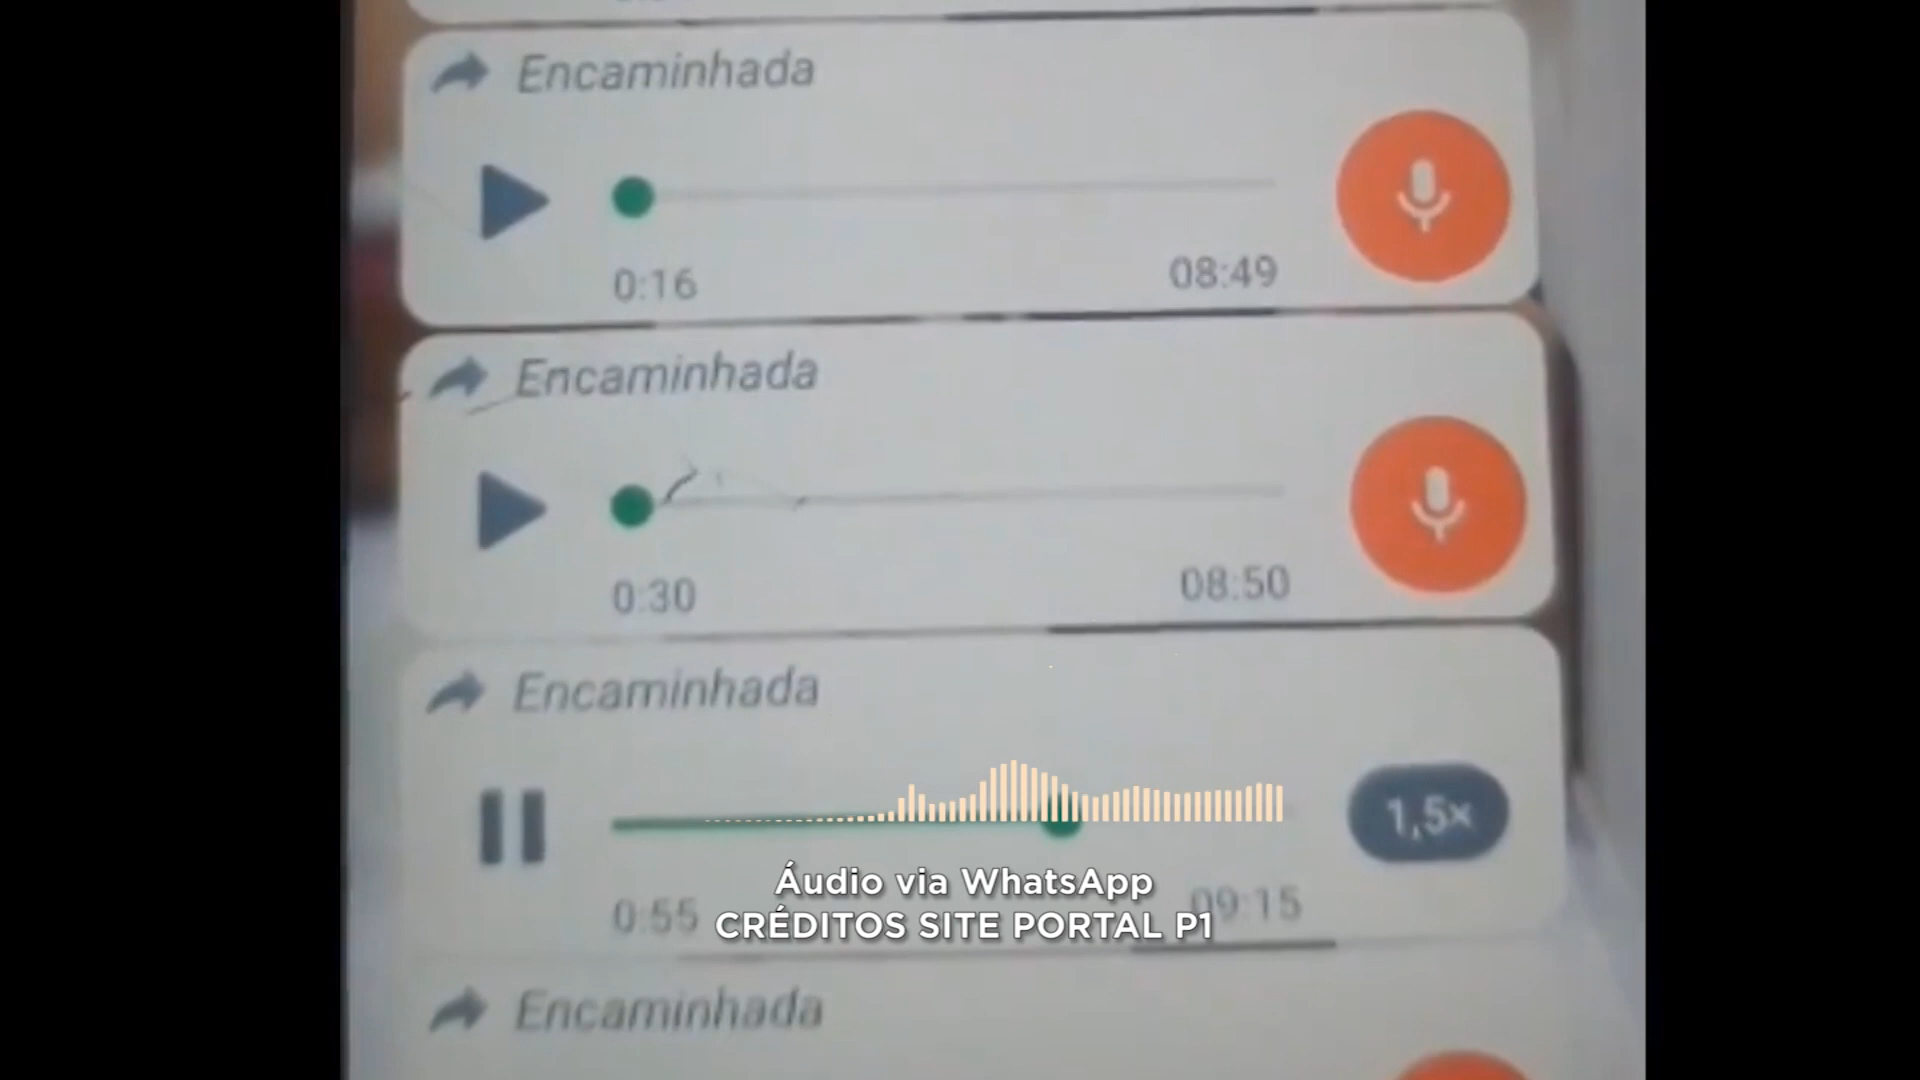 Encaminhada
0:16
08:49
Encaminhada
0:30
08:50
Encaminhada
1,5x
0:55
09:15
Áudio via WhatsApp
CRÉDITOS SITE PORTAL P1
Encaminhada